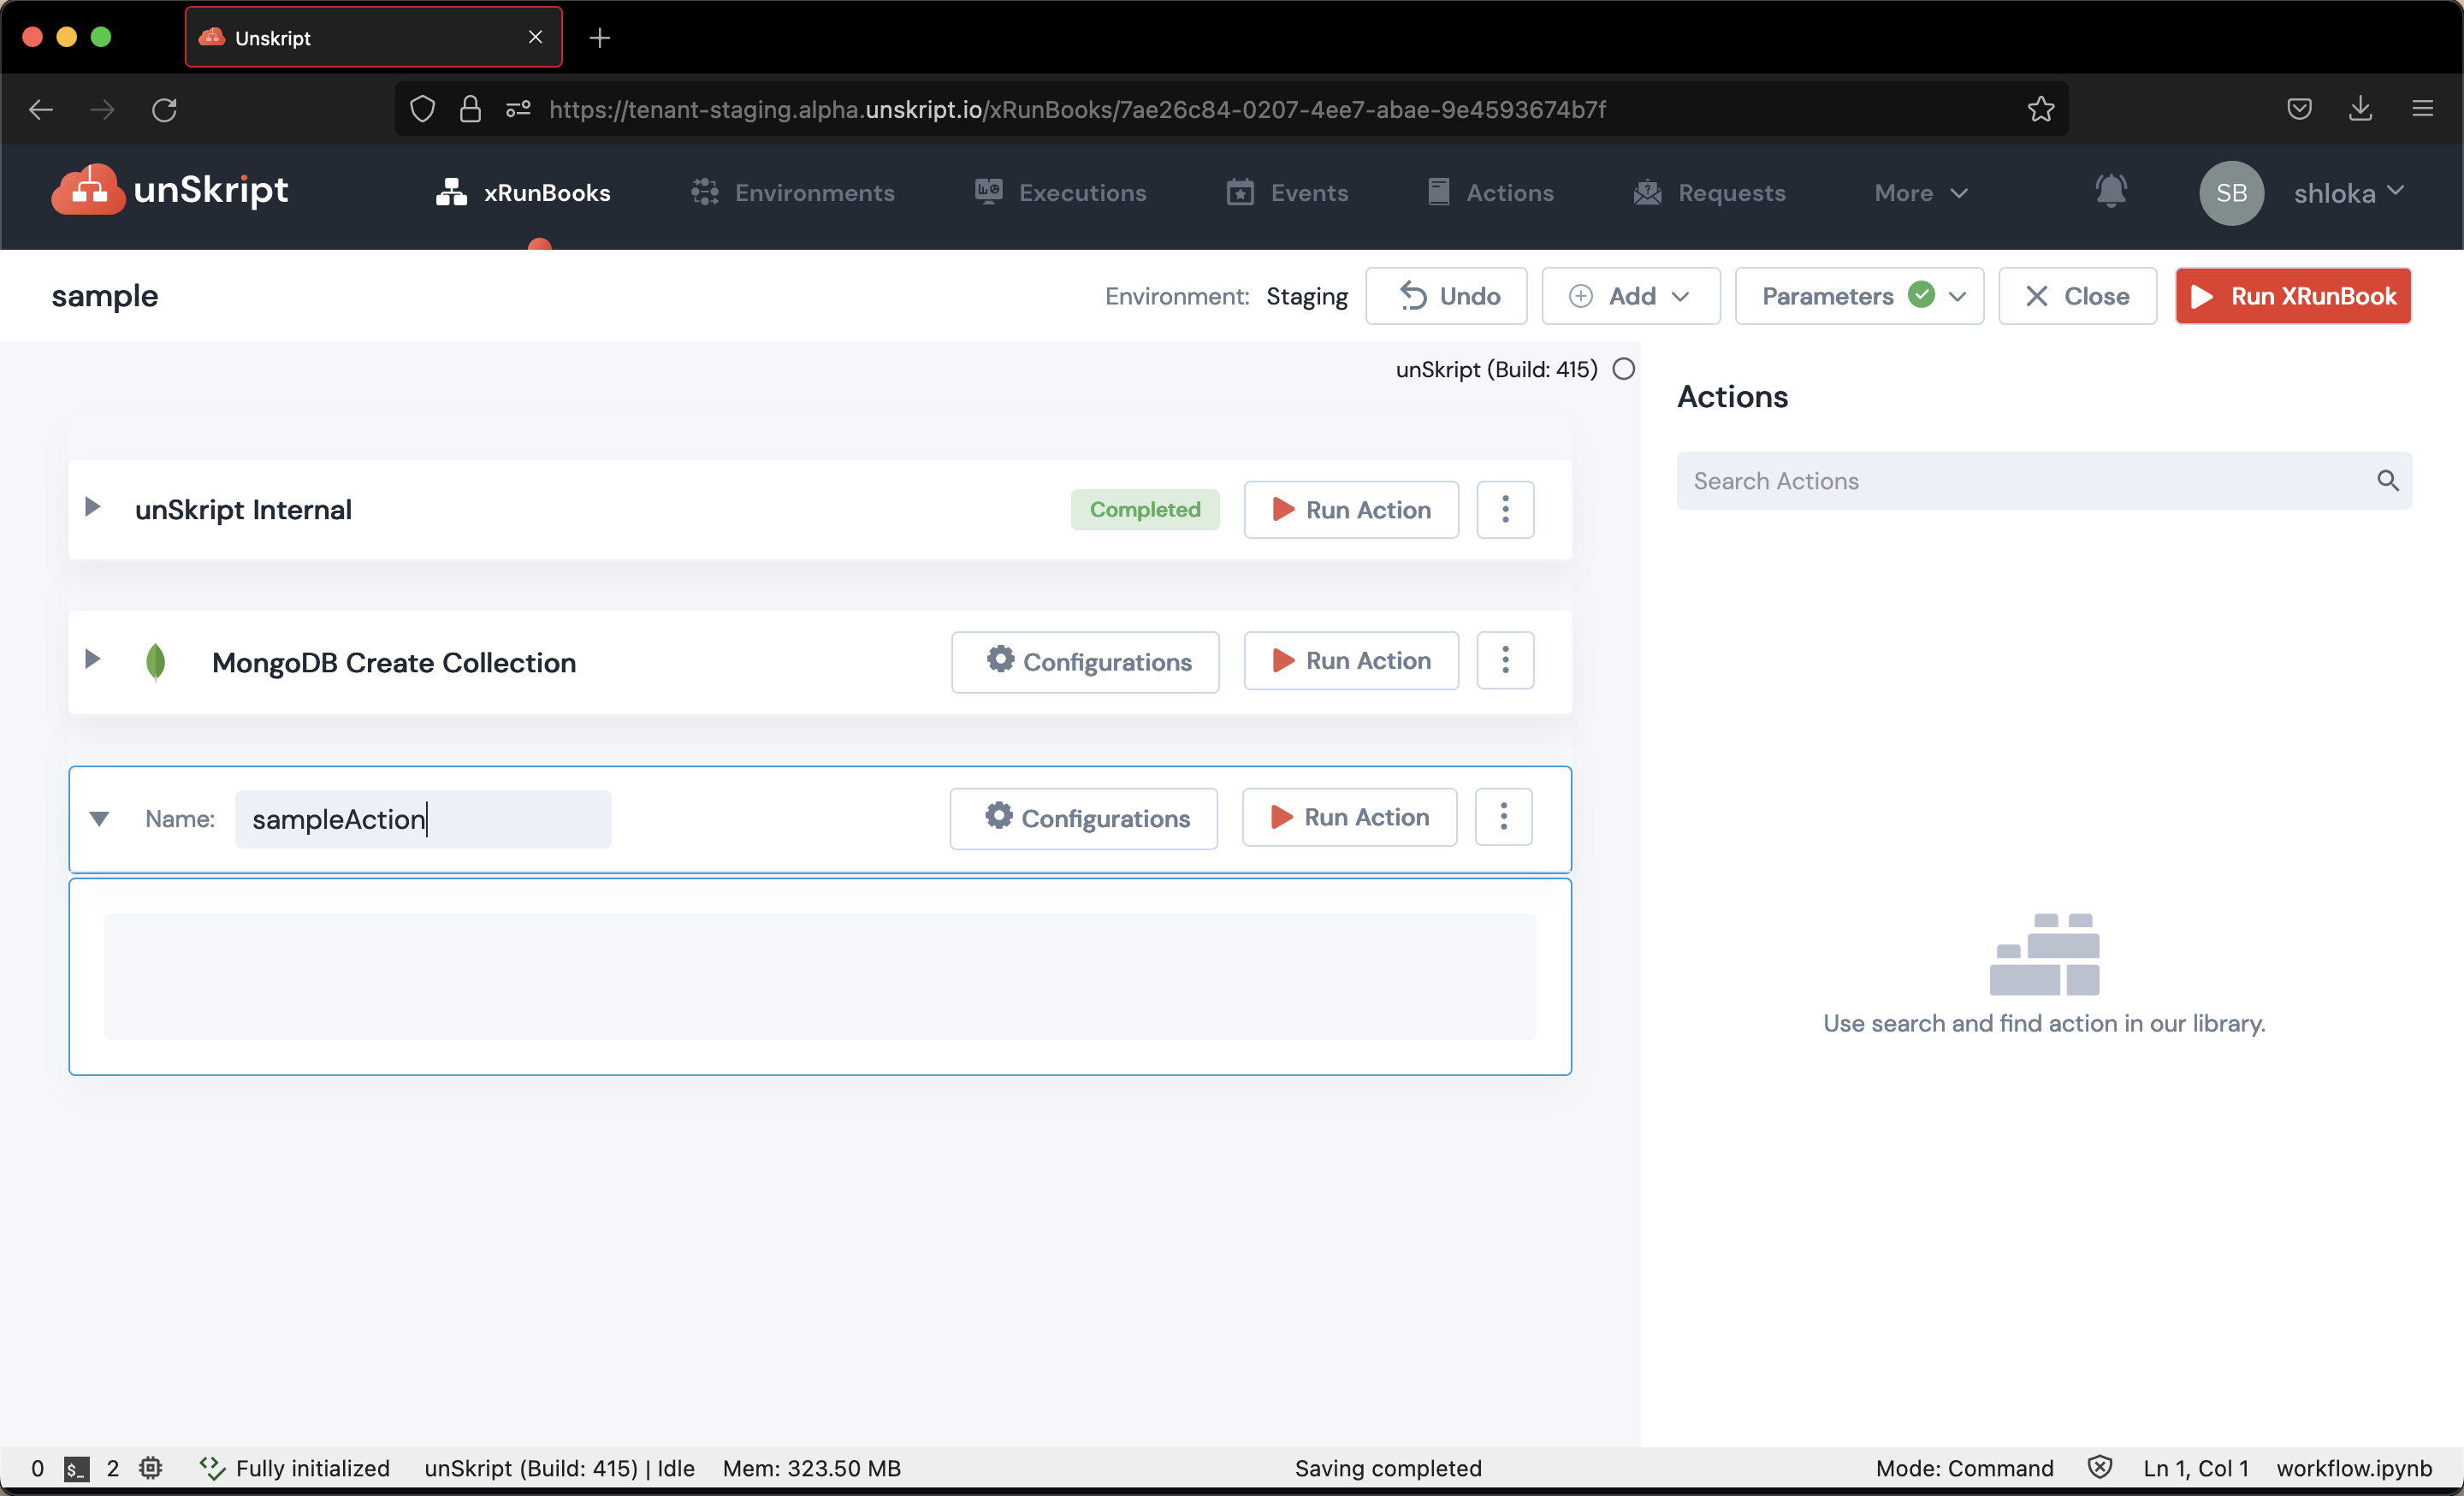 Unskript
https://tenant-staging.alpha.unskript.io/xRunBooks/7ae26c84-0207-4ee7-abae-9e4593674b7f
unSkript xRunBooks Environments Executions Events Actions Requests More SB shloka
sample Environment: Staging Undo Add Parameters Close Run XRunBook
unSkript (Build: 415)
Actions
Search Actions
unSkript Internal Completed Run Action
MongoDB Create Collection Configurations Run Action
Name: sampleAction Configurations Run Action
Use search and find action in our library.
0 $_ 2 Fully initialized unSkript (Build: 415) | Idle Mem: 323.50 MB Saving completed Mode: Command Ln 1, Col 1 workflow.ipynb